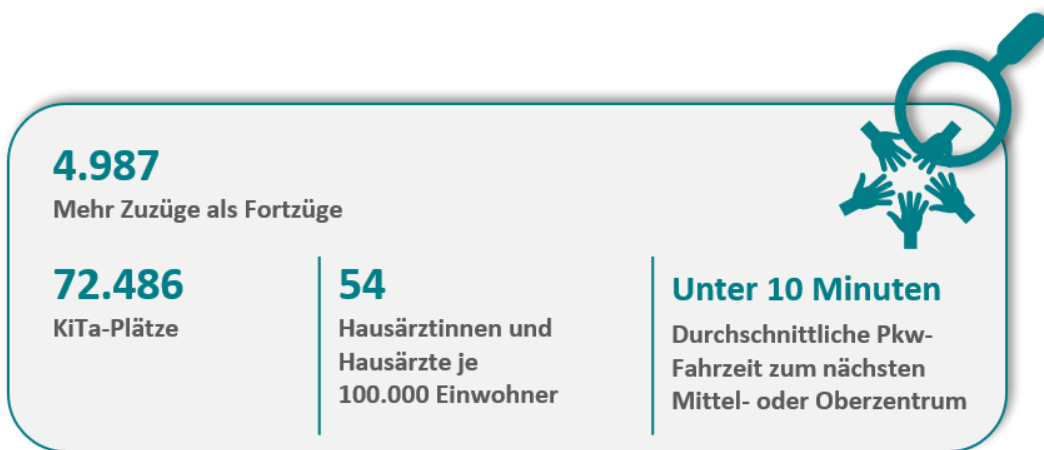 4.987
Mehr Zuzüge als Fortzüge
72.486
KiTa-Plätze
54
Hausärztinnen und
Hausärzte je
100.000 Einwohner
Unter 10 Minuten
Durchschnittliche Pkw-
Fahrzeit zum nächsten
Mittel- oder Oberzentrum